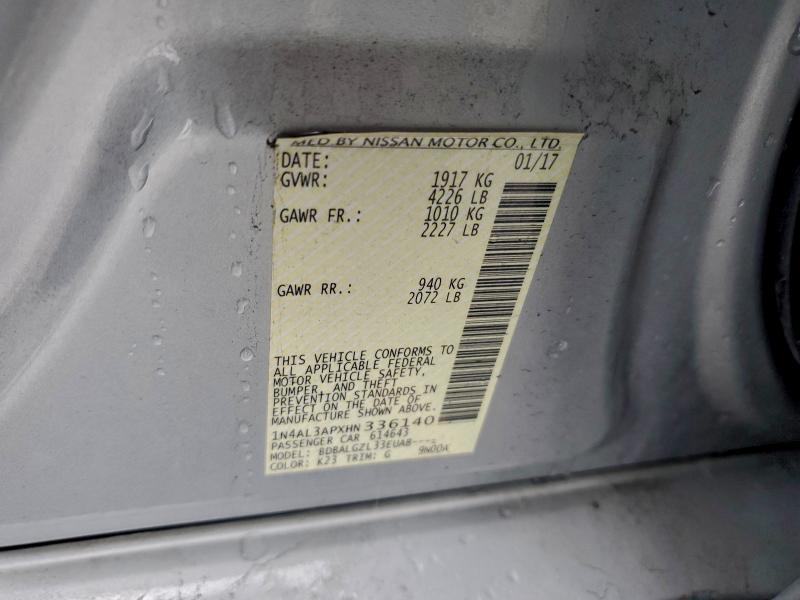 MFD BY NISSAN MOTOR CO., LTD.
DATE: 01/17
GVWR: 1917 KG
4226 LB
GAWR FR.: 1010 KG
2227 LB
GAWR RR.: 940 KG
2072 LB
THIS VEHICLE CONFORMS TO
ALL APPLICABLE FEDERAL
MOTOR VEHICLE SAFETY,
BUMPER, AND THEFT
PREVENTION STANDARDS IN
EFFECT ON THE DATE OF
MANUFACTURE SHOWN ABOVE.
1N4AL3APXHN336140
PASSENGER CAR 614643
MODEL: BDBALGZL33EUAB----- 9N00A
COLOR: K23 TRIM: G